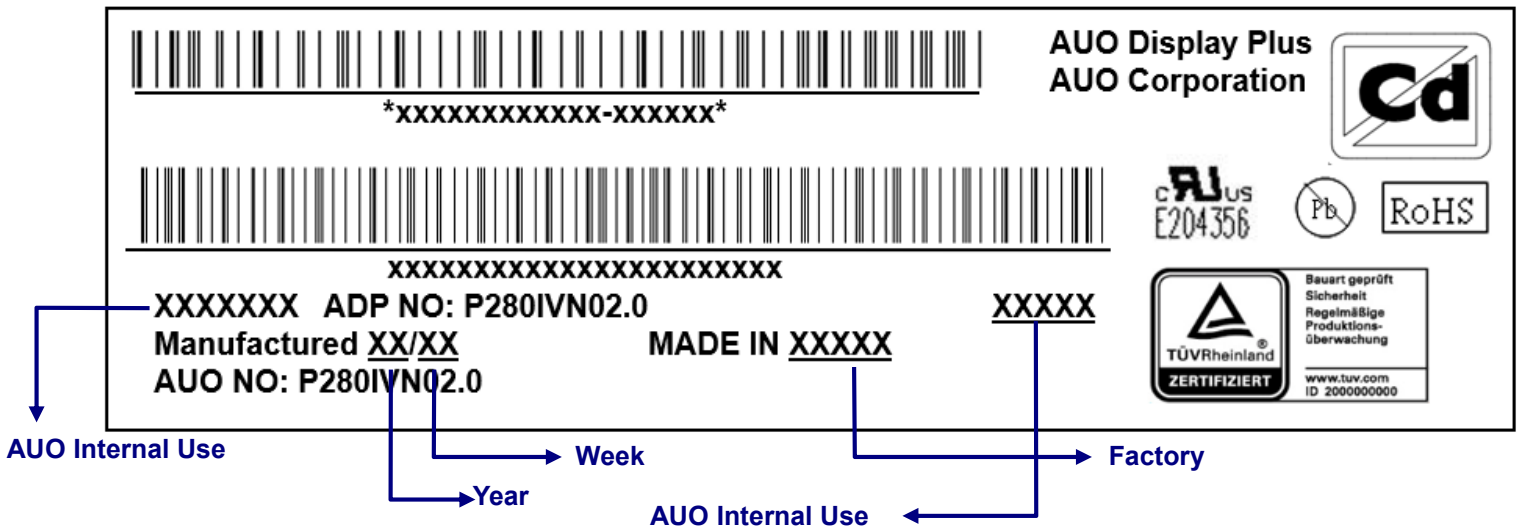 AUO Display Plus
AUO Corporation
Cd
*xxxxxxxxxxxx-xxxxxx*
c RU US
E204356
Pb
RoHS
xxxxxxxxxxxxxxxxxxxxxxx
XXXXXXX ADP NO: P280IVN02.0 XXXXX
Manufactured XX/XX MADE IN XXXXX
AUO NO: P280IVN02.0
TÜVRheinland®
ZERTIFIZIERT
Bauart geprüft
Sicherheit
Regelmäßige
Produktions-
überwachung
www.tuv.com
ID 2000000000
AUO Internal Use
Week
Factory
Year
AUO Internal Use